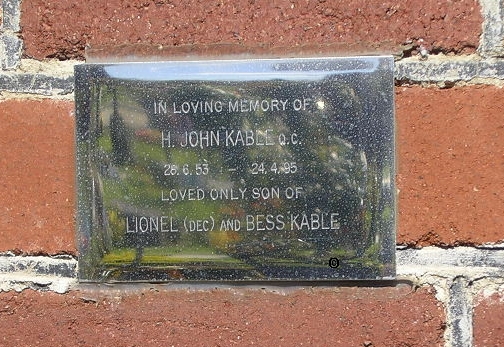 IN LOVING MEMORY OF
H. JOHN KABLE Q.C.
26.6.53 – 24.4.95
LOVED ONLY SON OF
LIONEL (DEC) AND BESS KABLE